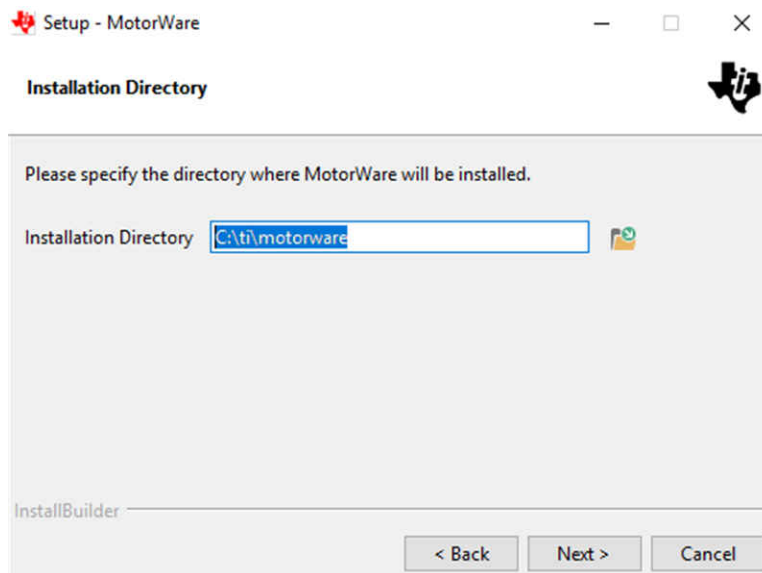 Setup - MotorWare
Installation Directory
Please specify the directory where MotorWare will be installed.
Installation Directory C:\ti\motorware
InstallBuilder
< Back Next > Cancel